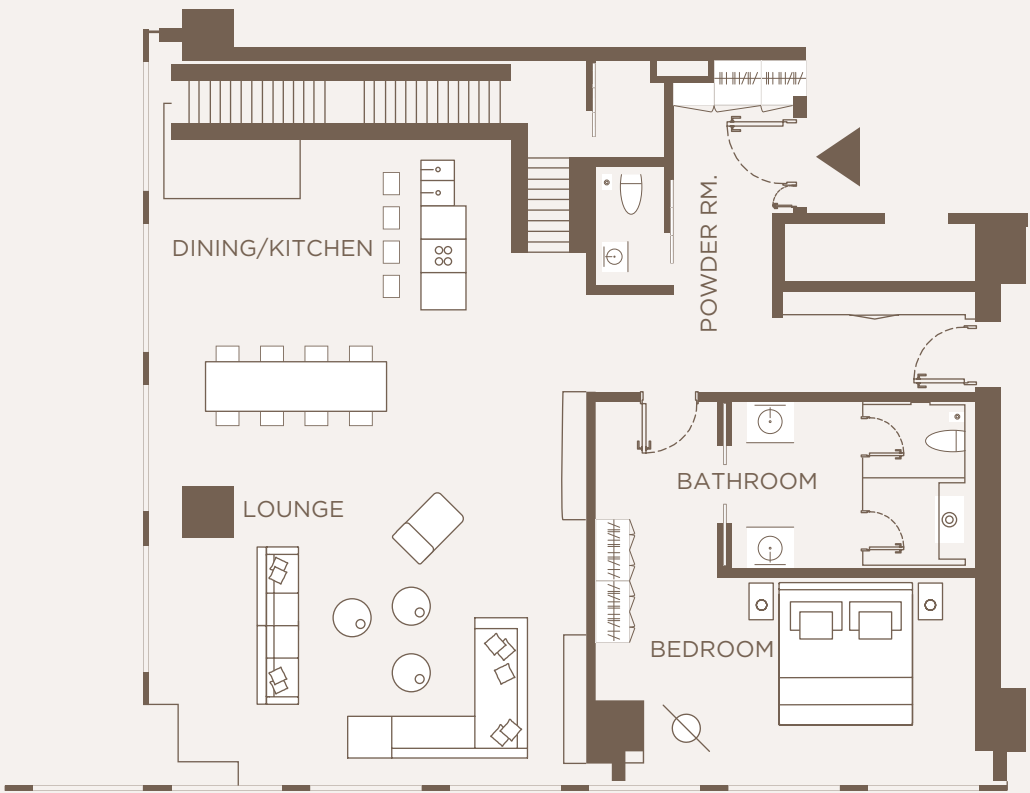 POWDER RM.
DINING/KITCHEN
BATHROOM
LOUNGE
BEDROOM